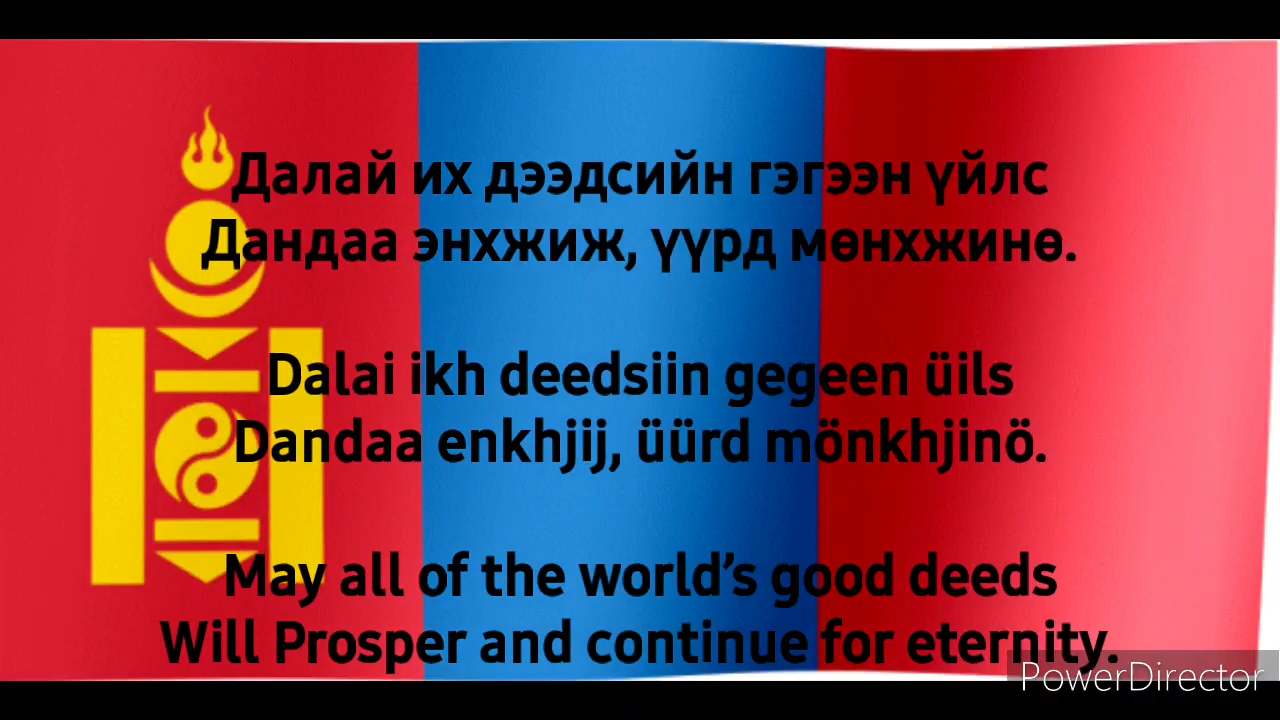 Далай их дээдсийн гэгээн үйлс
Дандаа энхжиж, үүрд мөнхжинө.
Dalai ikh deedsiin gegeen üils
Dandaa enkhjij, üürd mönkhjinö.
May all of the world’s good deeds
Will Prosper and continue for eternity.
PowerDirector